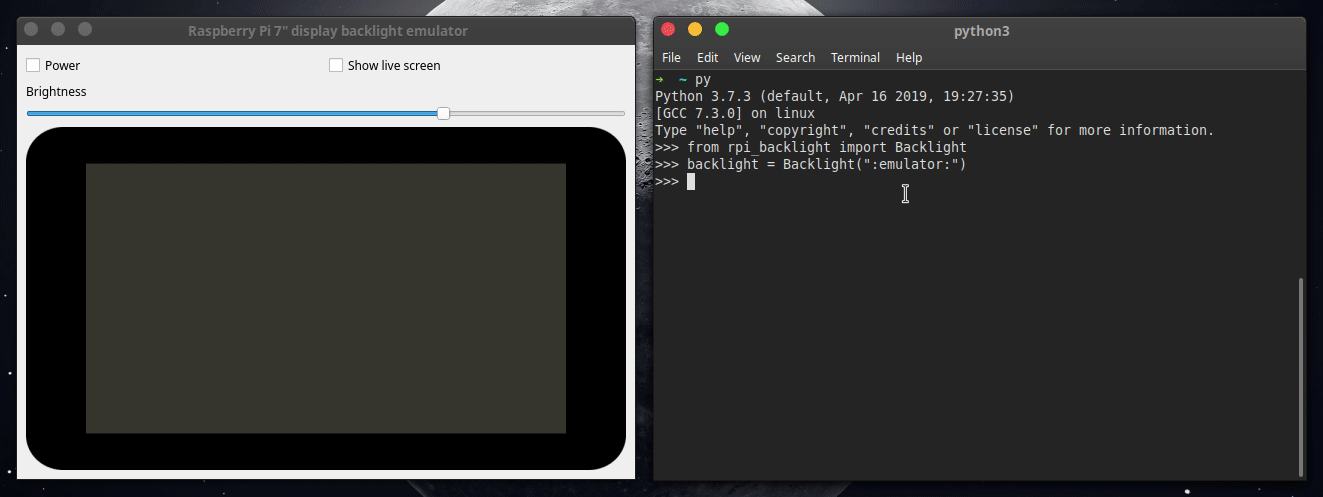 Raspberry Pi 7" display backlight emulator
Power
Show live screen
Brightness
python3
File Edit View Search Terminal Help
➜ ~ py
Python 3.7.3 (default, Apr 16 2019, 19:27:35)
[GCC 7.3.0] on linux
Type "help", "copyright", "credits" or "license" for more information.
>>> from rpi_backlight import Backlight
>>> backlight = Backlight(":emulator:")
>>>